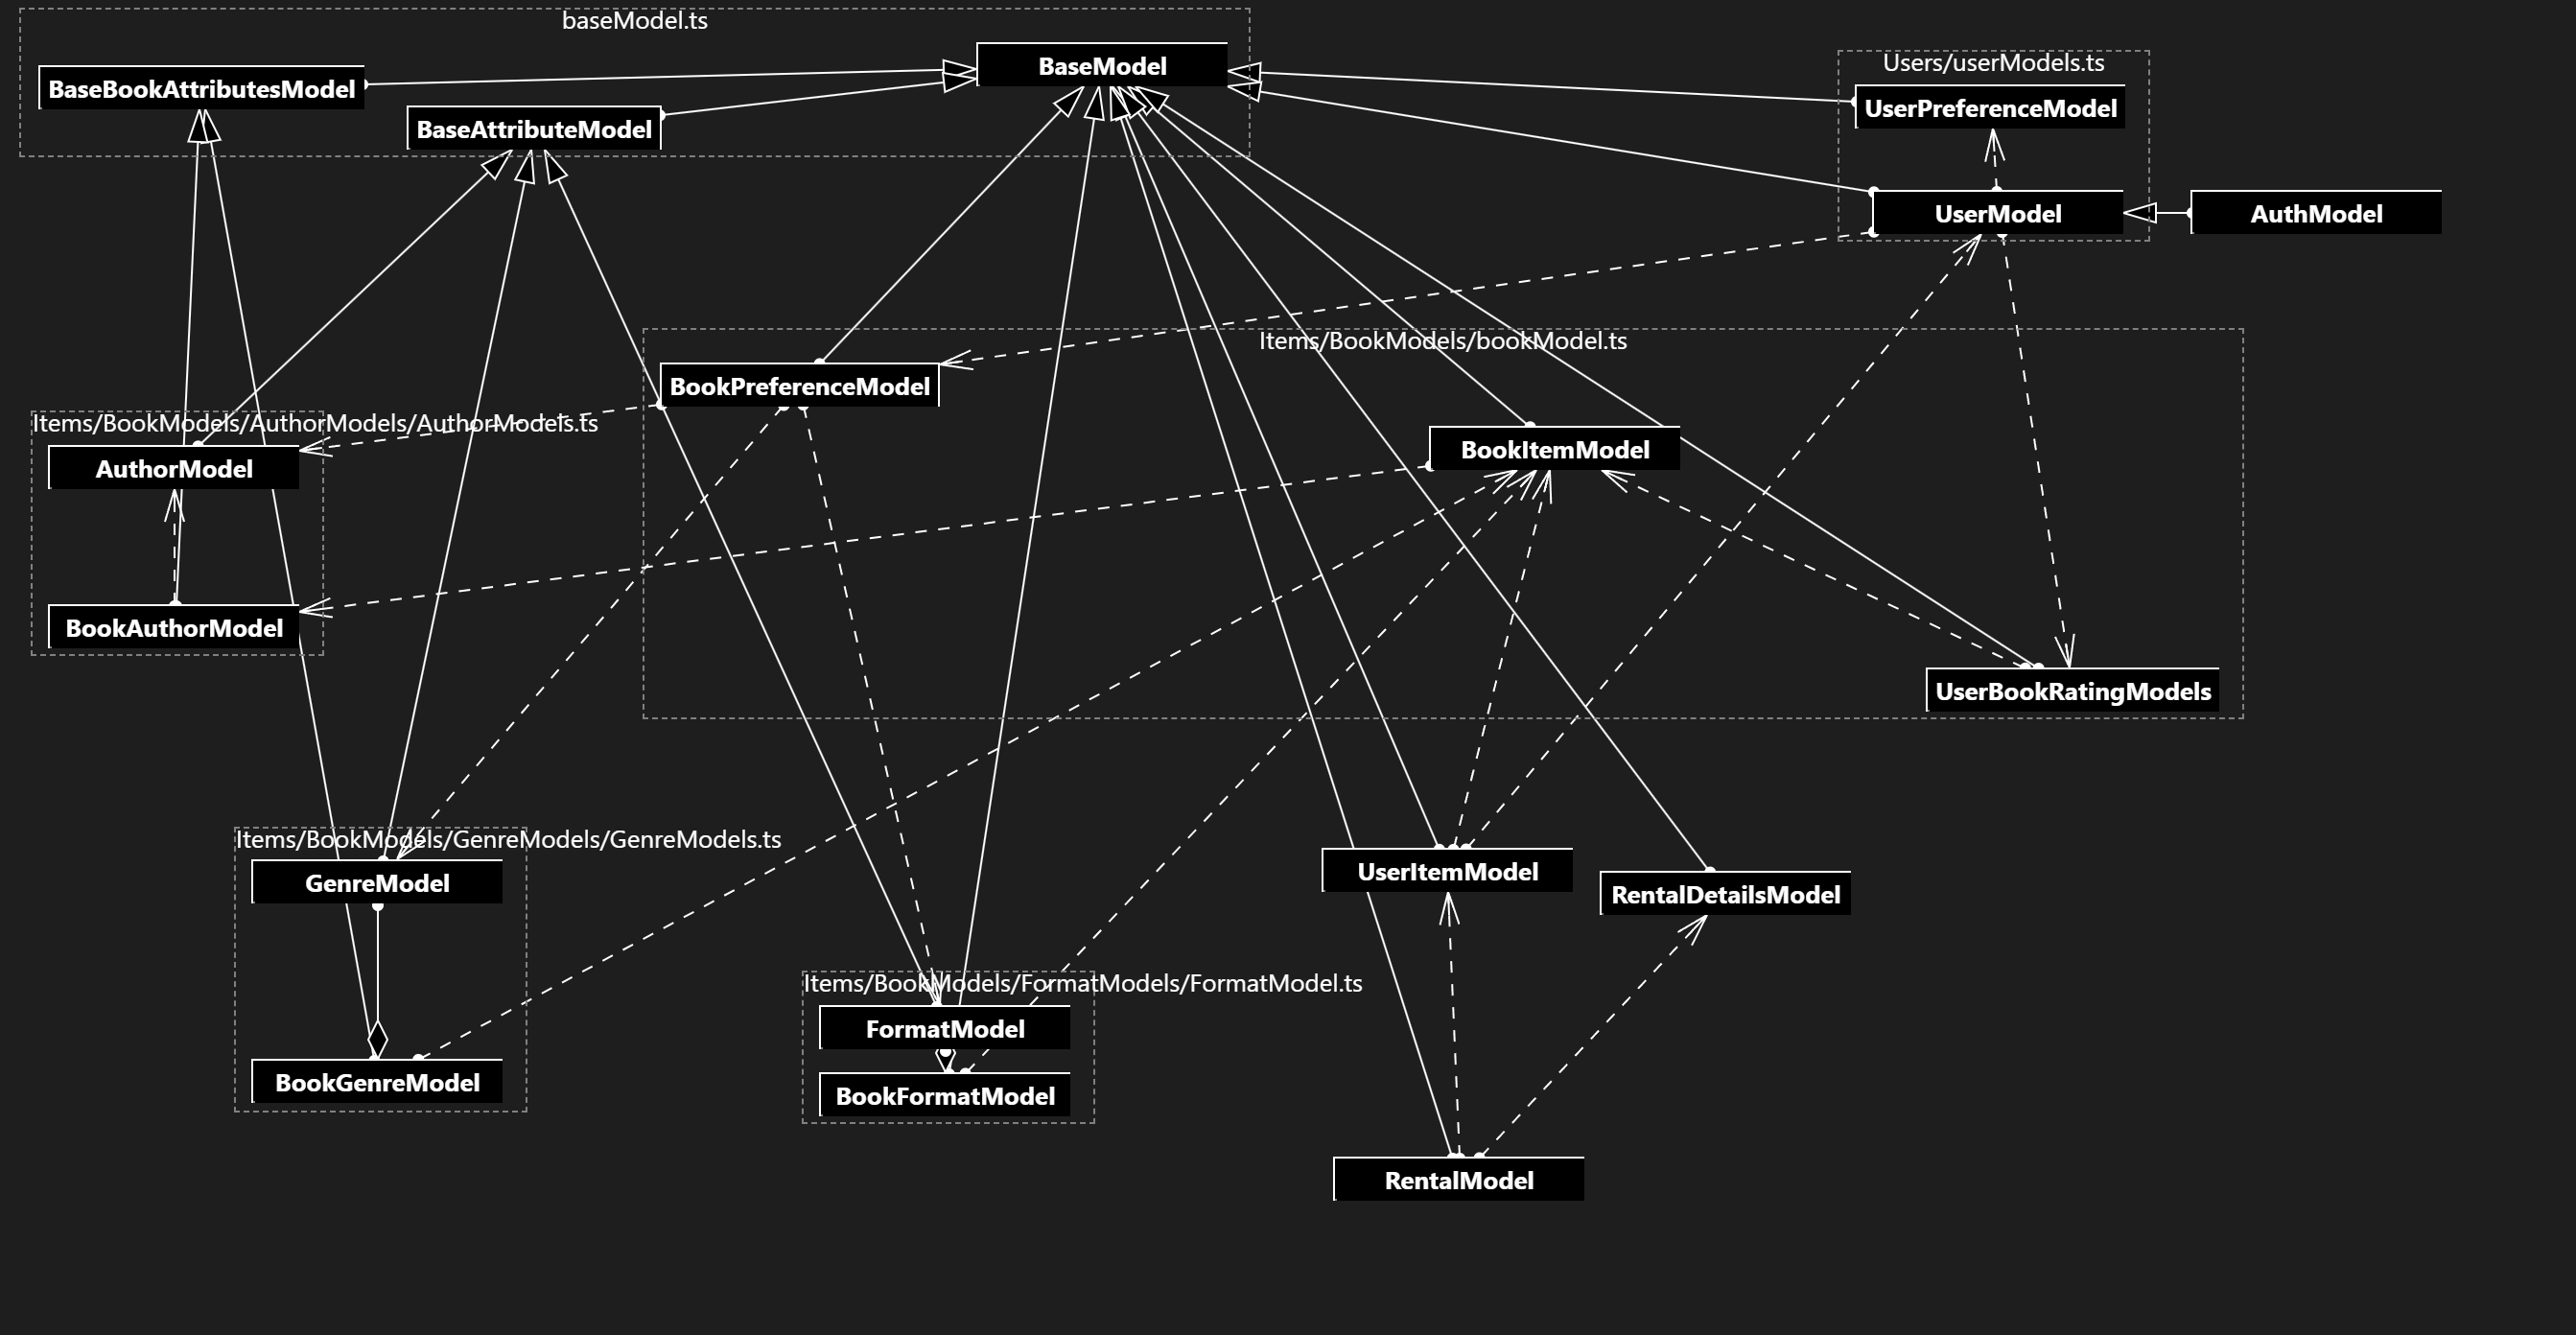 baseModel.ts
BaseModel
BaseBookAttributesModel
BaseAttributeModel
Users/userModels.ts
UserPreferenceModel
UserModel
AuthModel
Items/BookModels/bookModel.ts
BookPreferenceModel
BookItemModel
UserBookRatingModels
Items/BookModels/AuthorModels/AuthorModels.ts
AuthorModel
BookAuthorModel
Items/BookModels/GenreModels/GenreModels.ts
GenreModel
BookGenreModel
Items/BookModels/FormatModels/FormatModel.ts
FormatModel
BookFormatModel
UserItemModel
RentalDetailsModel
RentalModel